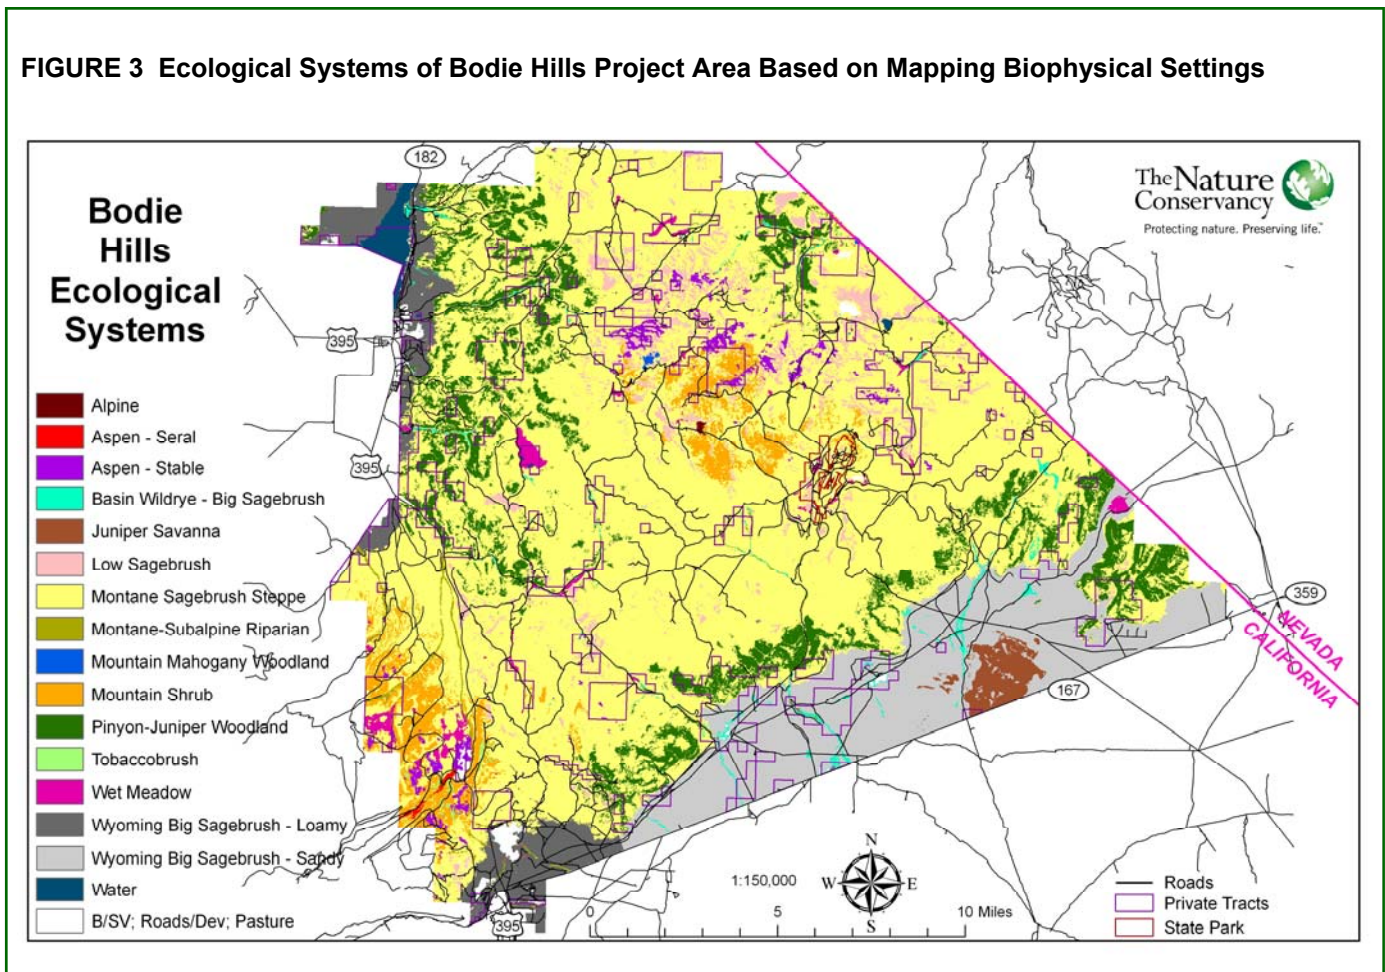 FIGURE 3 Ecological Systems of Bodie Hills Project Area Based on Mapping Biophysical Settings
182
The Nature
Conservancy
Protecting nature. Preserving life.™
Bodie
Hills
Ecological
Systems
395
395
Alpine
Aspen - Seral
Aspen - Stable
Basin Wildrye - Big Sagebrush
Juniper Savanna
Low Sagebrush
Montane Sagebrush Steppe
Montane-Subalpine Riparian
Mountain Mahogany Woodland
Mountain Shrub
Pinyon-Juniper Woodland
Tobaccobrush
Wet Meadow
Wyoming Big Sagebrush - Loamy
Wyoming Big Sagebrush - Sandy
Water
B/SV; Roads/Dev; Pasture
359
NEVADA
CALIFORNIA
167
395
1:150,000
N
W E
S
0 5 10 Miles
Roads
Private Tracts
State Park